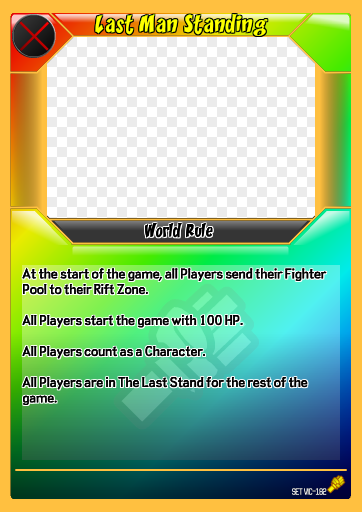 Last Man Standing
World Rule
At the start of the game, all Players send their Fighter
Pool to their Rift Zone.
All Players start the game with 100 HP.
All Players count as a Character.
All Players are in The Last Stand for the rest of the
game.
SET VIC-182